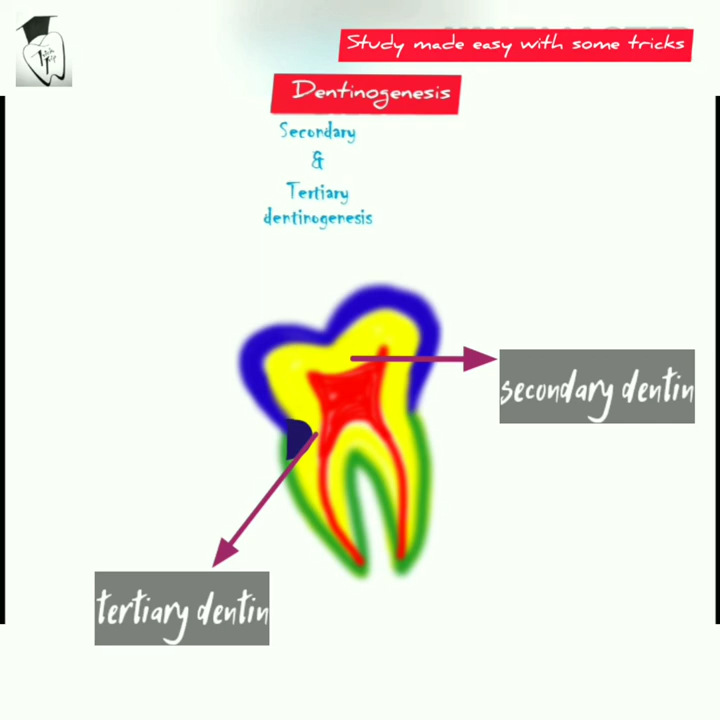 Study made easy with some tricks
Dentinogenesis
Secondary
&
Tertiary
dentinogenesis
secondary dentin
tertiary dentin